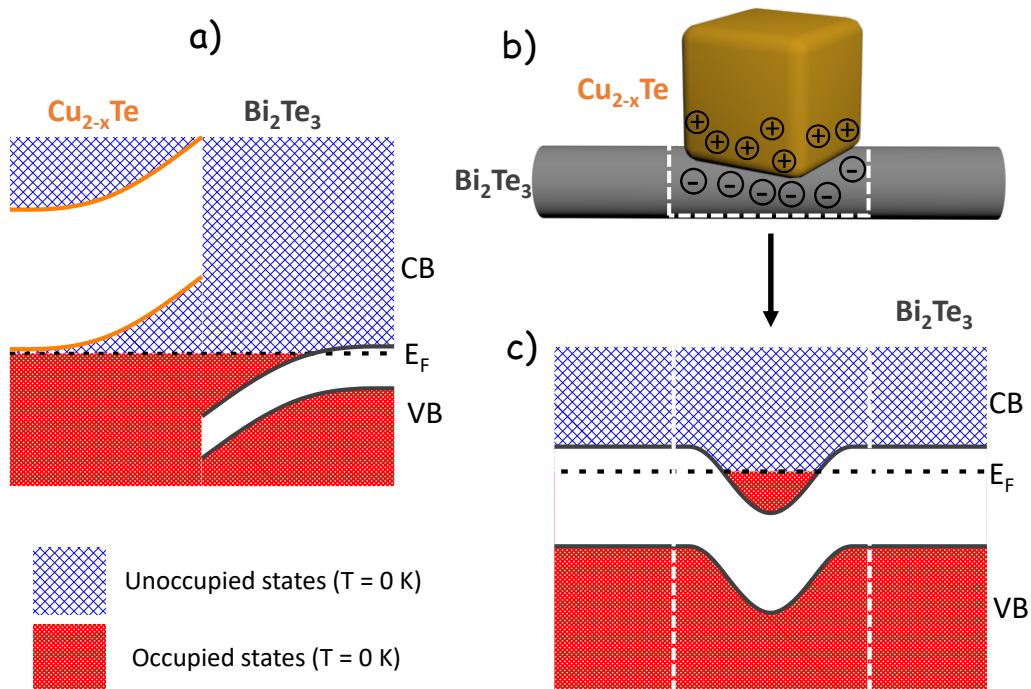 a)
Cu2-xTe
Bi2Te3
CB
EF
VB
b)
Cu2-xTe
+ + + + + + +
Bi2Te3
- - - - - -
c)
Bi2Te3
CB
EF
VB
Unoccupied states (T = 0 K)
Occupied states (T = 0 K)